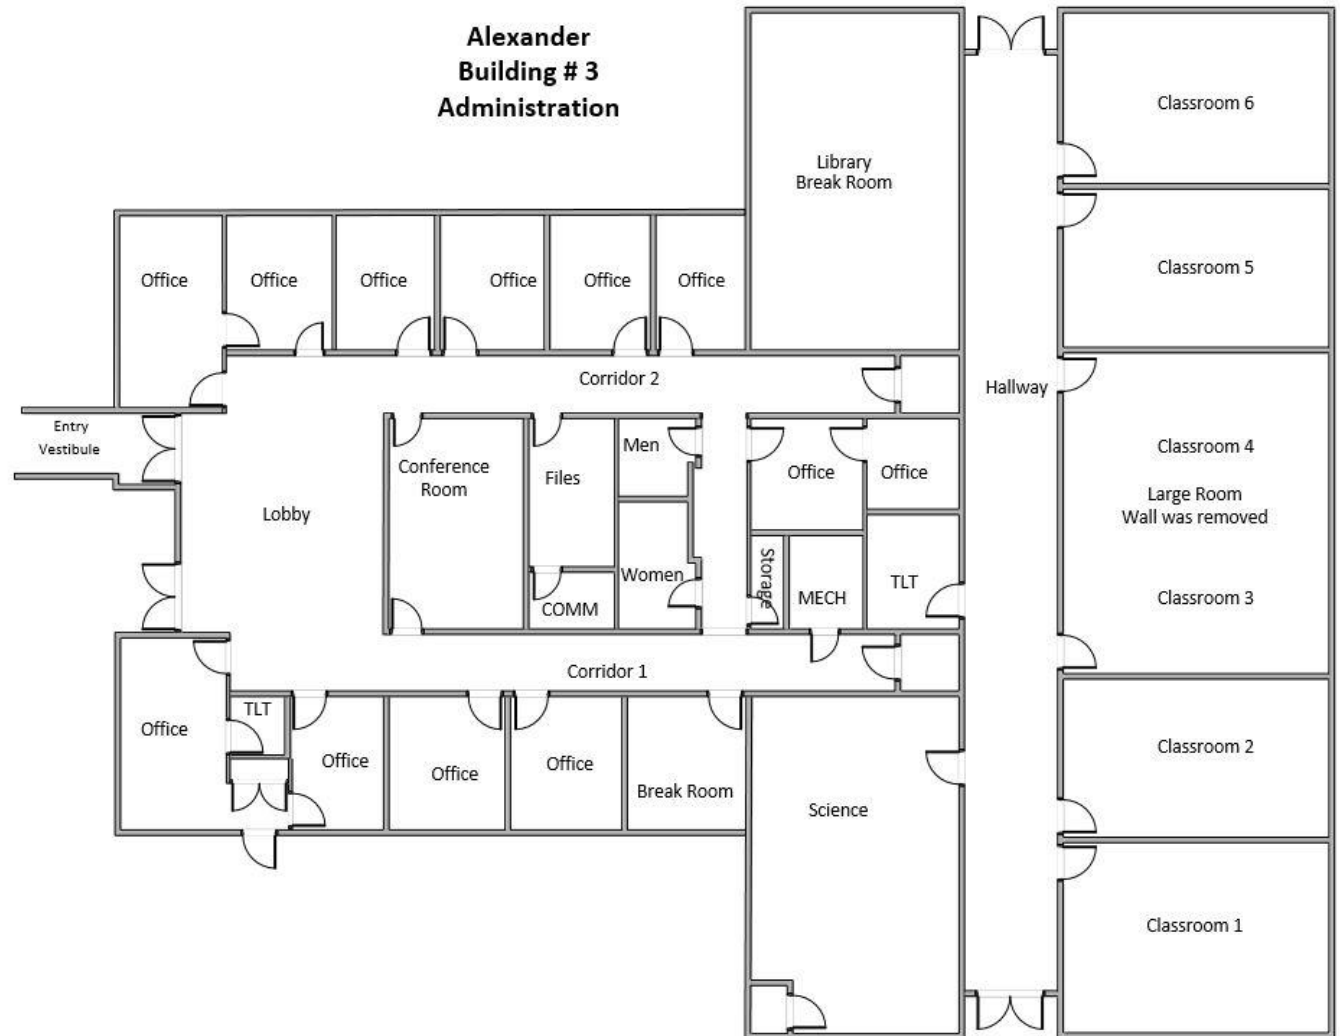 Alexander
Building # 3
Administration
Classroom 6
Library
Break Room
Classroom 5
Office
Office
Office
Office
Office
Office
Corridor 2
Hallway
Entry
Vestibule
Men
Classroom 4
Conference
Room
Files
Office
Office
Large Room
Wall was removed
Lobby
Women
Storage
TLT
COMM
MECH
Classroom 3
Corridor 1
TLT
Office
Office
Office
Office
Break Room
Classroom 2
Science
Classroom 1